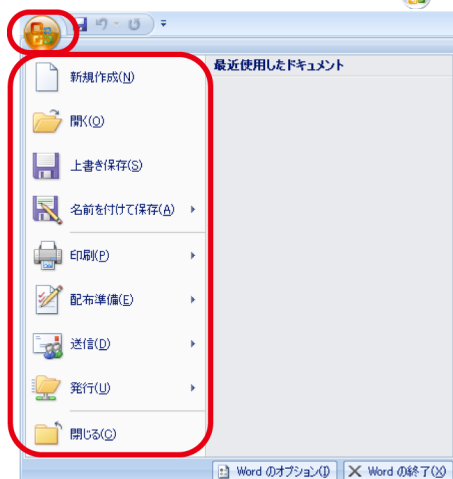 最近使用したドキュメント
新規作成(N)
開く(O)
上書き保存(S)
名前を付けて保存(A)
印刷(P)
配布準備(E)
送信(D)
発行(U)
閉じる(C)
Word のオプション(I) Word の終了(X)